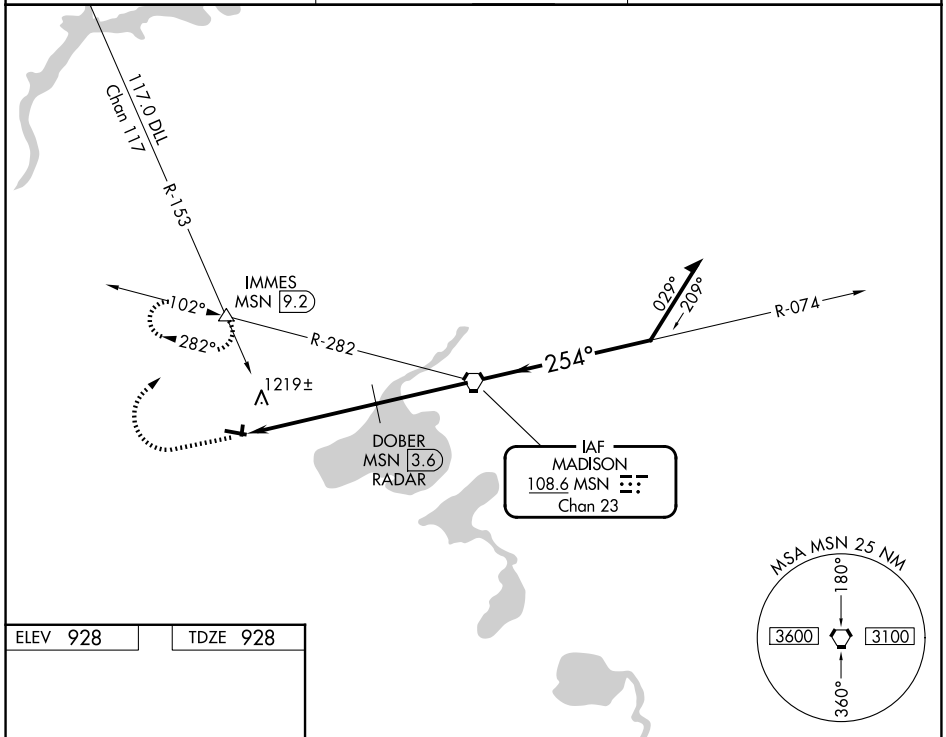 117.0 DLL
Chan 117
R-153
IMMES
MSN 9.2
102°
282°
R-282
1219±
029°
209°
R-074
254°
DOBER
MSN 3.6
RADAR
IAF
MADISON
108.6 MSN
Chan 23
MSA MSN 25 NM
180°
3600
3100
360°
ELEV 928
TDZE 928